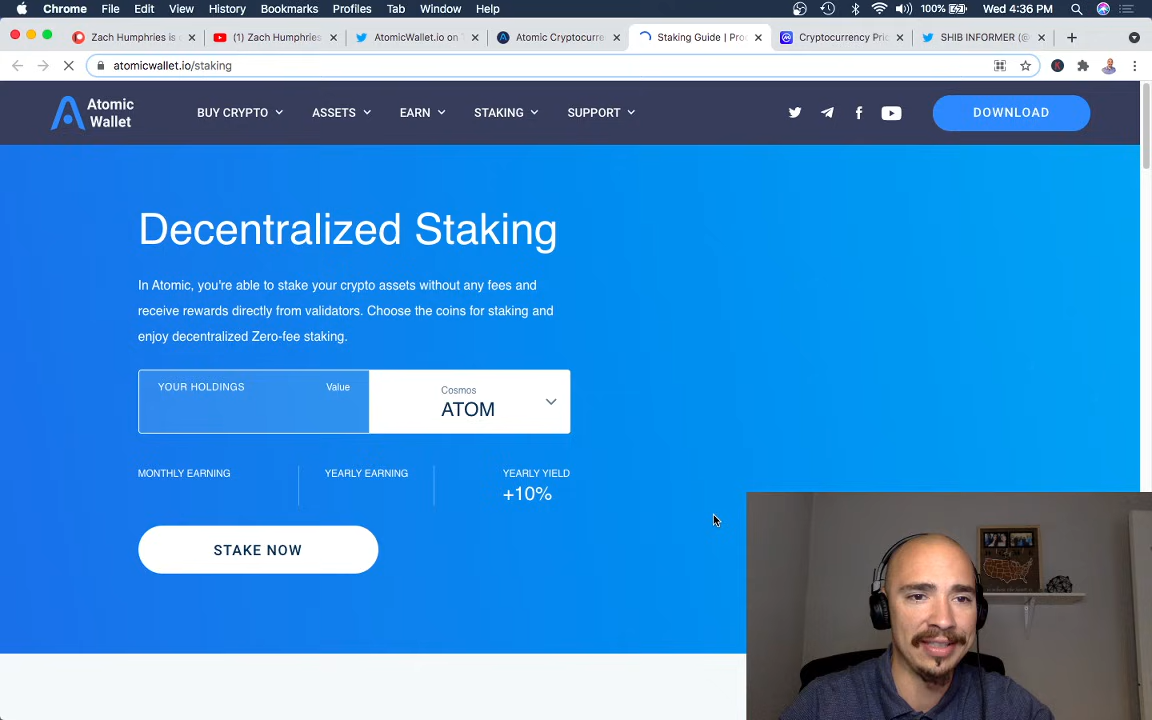 Chrome File Edit View History Bookmarks Profiles Tab Window Help 100% Wed 4:36 PM
Zach Humphries is
(1) Zach Humphries
AtomicWallet.io on T
Atomic Cryptocurre
Staking Guide | Pro
Cryptocurrency Pric
SHIB INFORMER (@
atomicwallet.io/staking
Atomic
Wallet
BUY CRYPTO ASSETS EARN STAKING SUPPORT DOWNLOAD
Decentralized Staking
In Atomic, you're able to stake your crypto assets without any fees and
receive rewards directly from validators. Choose the coins for staking and
enjoy decentralized Zero-fee staking.
YOUR HOLDINGS Value
Cosmos
ATOM
MONTHLY EARNING YEARLY EARNING YEARLY YIELD
+10%
STAKE NOW